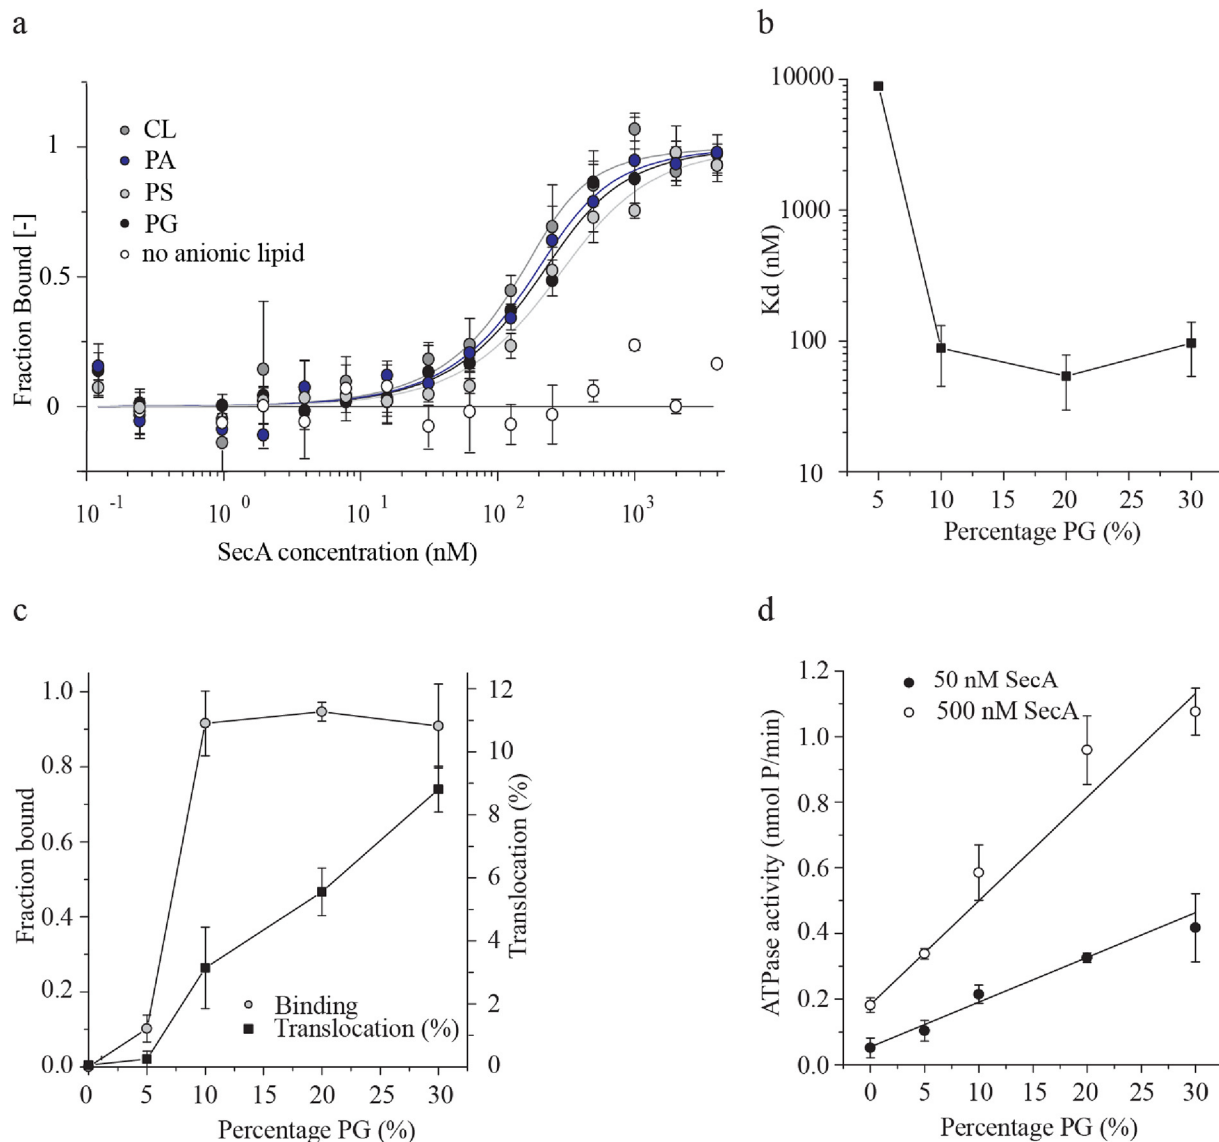 a
Fraction Bound [-]
1
0.5
0
CL
PA
PS
PG
no anionic lipid
10 -1
10 0
10 1
10 2
10 3
SecA concentration (nM)
b
Kd (nM)
10000
1000
100
10
5 10 15 20 25 30
Percentage PG (%)
c
Fraction bound
1.0
0.8
0.6
0.4
0.2
0.0
Binding
Translocation (%)
12
10
8
6
4
2
0
Translocation (%)
0 5 10 15 20 25 30
Percentage PG (%)
d
ATPase activity (nmol P/min)
1.2
1.0
0.8
0.6
0.4
0.2
0.0
50 nM SecA
500 nM SecA
0 5 10 15 20 25 30
Percentage PG (%)